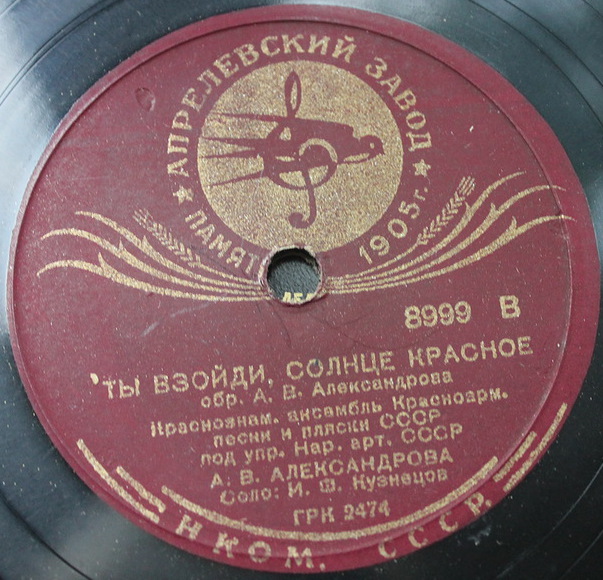 ★ АПРЕЛЕВСКИЙ ЗАВОД ★
ПАМЯТ
1905 г.
8999 В
"ТЫ ВЗОЙДИ, СОЛНЦЕ КРАСНОЕ
обр. А. В. Александрова
Краснознам. ансамбль Красноарм.
песни и пляски СССР
под упр. Нар. арт. СССР
А. В. АЛЕКСАНДРОВА
Соло: И. Ф. Кузнецов
ГРК 2474
НКОМ. СССР.